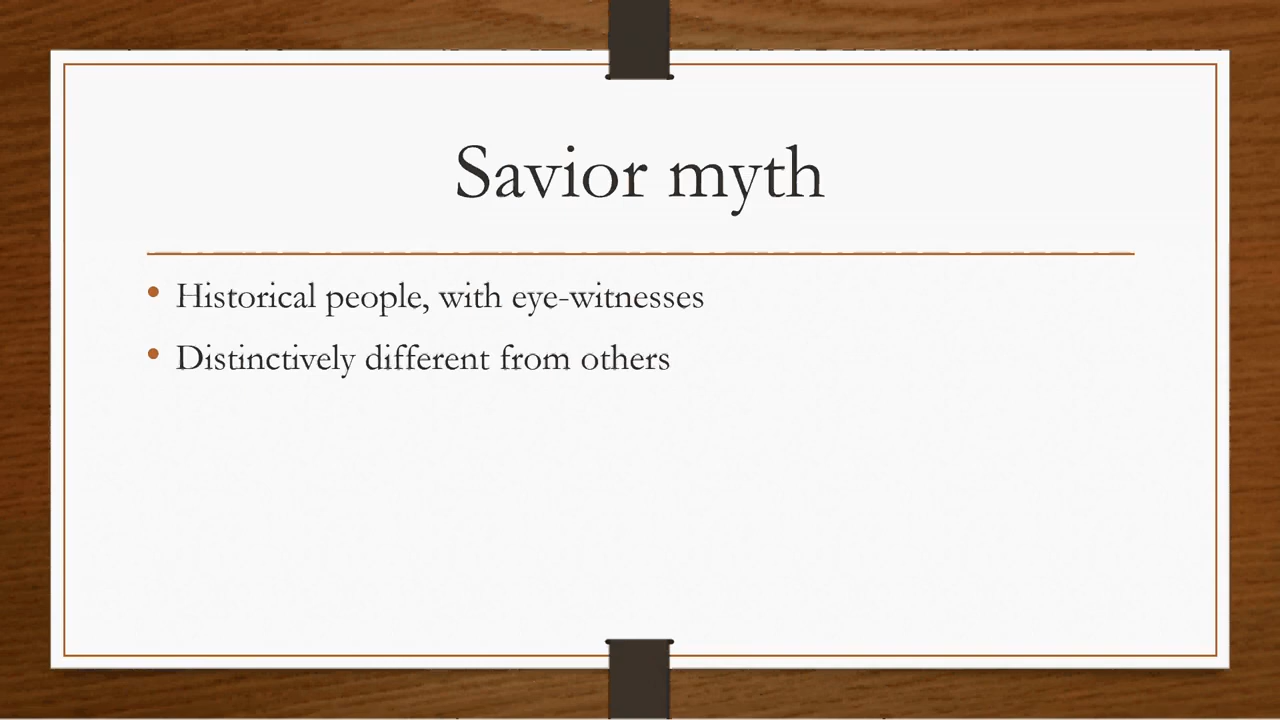 Savior myth
• Historical people, with eye-witnesses
• Distinctively different from others